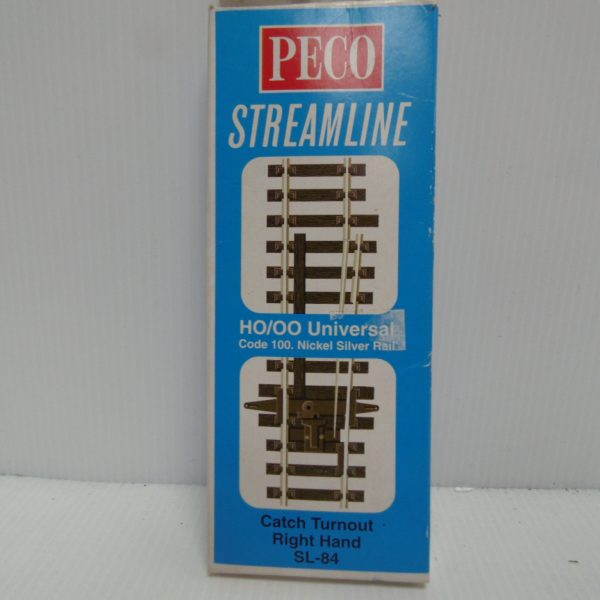 PECO
STREAMLINE
HO/OO Universal
Code 100. Nickel Silver Rail
Catch Turnout
Right Hand
SL-84